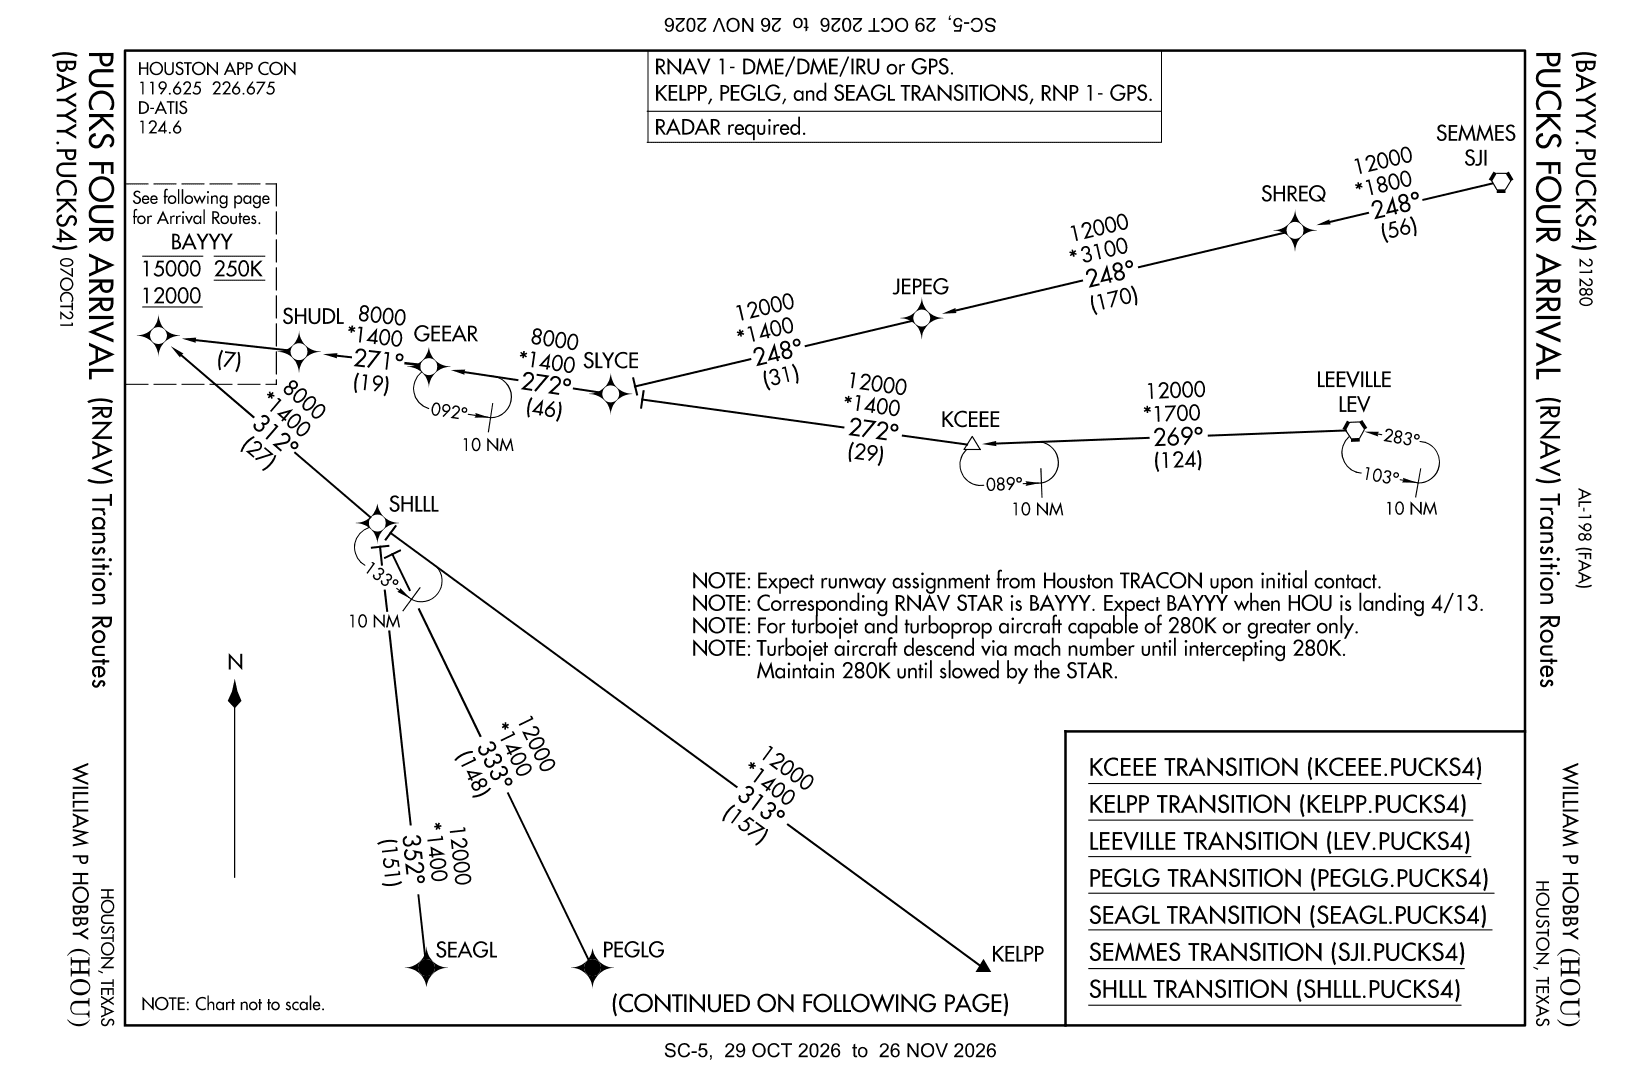 SC-5, 29 OCT 2026 to 26 NOV 2026
(BAYYY.PUCKS4) 07OCT21
PUCKS FOUR ARRIVAL (RNAV) Transition Routes
WILLIAM P HOBBY (HOU)
HOUSTON, TEXAS
HOUSTON APP CON
119.625 226.675
D-ATIS
124.6
RNAV 1- DME/DME/IRU or GPS.
KELPP, PEGLG, and SEAGL TRANSITIONS, RNP 1- GPS.
RADAR required.
See following page
for Arrival Routes.
BAYYY
15000 250K
12000
(7)
SHUDL
8000
*1400
271°
(19)
GEEAR
092°
10 NM
8000
*1400
272°
(46)
SLYCE
12000
*1400
248°
(31)
JEPEG
12000
*3100
248°
(170)
SHREQ
12000
*1800
248°
(56)
SEMMES
SJI
12000
*1400
272°
(29)
KCEEE
089°
10 NM
12000
*1700
269°
(124)
LEEVILLE
LEV
283°
103°
10 NM
8000
*1400
312°
(27)
SHLLL
133°
10 NM
NOTE: Expect runway assignment from Houston TRACON upon initial contact.
NOTE: Corresponding RNAV STAR is BAYYY. Expect BAYYY when HOU is landing 4/13.
NOTE: For turbojet and turboprop aircraft capable of 280K or greater only.
NOTE: Turbojet aircraft descend via mach number until intercepting 280K.
Maintain 280K until slowed by the STAR.
N
12000
*1400
352°
(151)
SEAGL
12000
*1400
333°
(148)
PEGLG
12000
*1400
313°
(157)
KELPP
KCEEE TRANSITION (KCEEE.PUCKS4)
KELPP TRANSITION (KELPP.PUCKS4)
LEEVILLE TRANSITION (LEV.PUCKS4)
PEGLG TRANSITION (PEGLG.PUCKS4)
SEAGL TRANSITION (SEAGL.PUCKS4)
SEMMES TRANSITION (SJI.PUCKS4)
SHLLL TRANSITION (SHLLL.PUCKS4)
NOTE: Chart not to scale.
(CONTINUED ON FOLLOWING PAGE)
(BAYYY.PUCKS4) 21280
PUCKS FOUR ARRIVAL (RNAV) Transition Routes
AL-198 (FAA)
WILLIAM P HOBBY (HOU)
HOUSTON, TEXAS
SC-5, 29 OCT 2026 to 26 NOV 2026